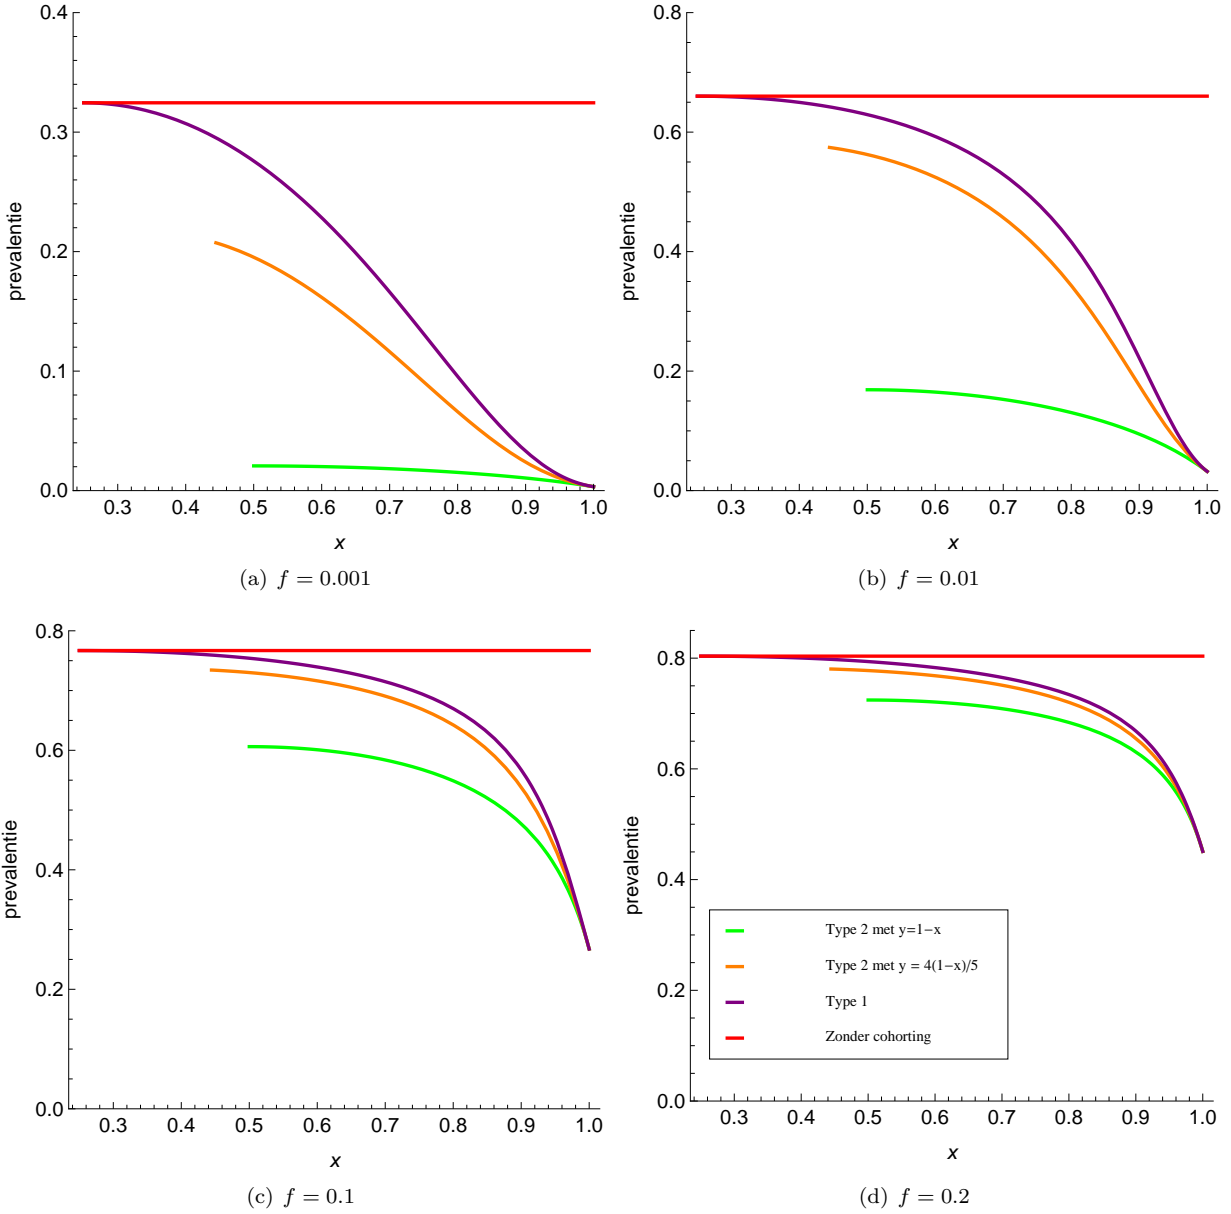 0.4
0.3
0.2
0.1
0.0
prevalentie
0.3 0.4 0.5 0.6 0.7 0.8 0.9 1.0
x
(a) f = 0.001
0.8
0.6
0.4
0.2
0.0
prevalentie
0.3 0.4 0.5 0.6 0.7 0.8 0.9 1.0
x
(b) f = 0.01
0.8
0.6
0.4
0.2
0.0
prevalentie
0.3 0.4 0.5 0.6 0.7 0.8 0.9 1.0
x
(c) f = 0.1
0.8
0.6
0.4
0.2
0.0
prevalentie
Type 2 met y=1−x
Type 2 met y = 4(1−x)/5
Type 1
Zonder cohorting
0.3 0.4 0.5 0.6 0.7 0.8 0.9 1.0
x
(d) f = 0.2